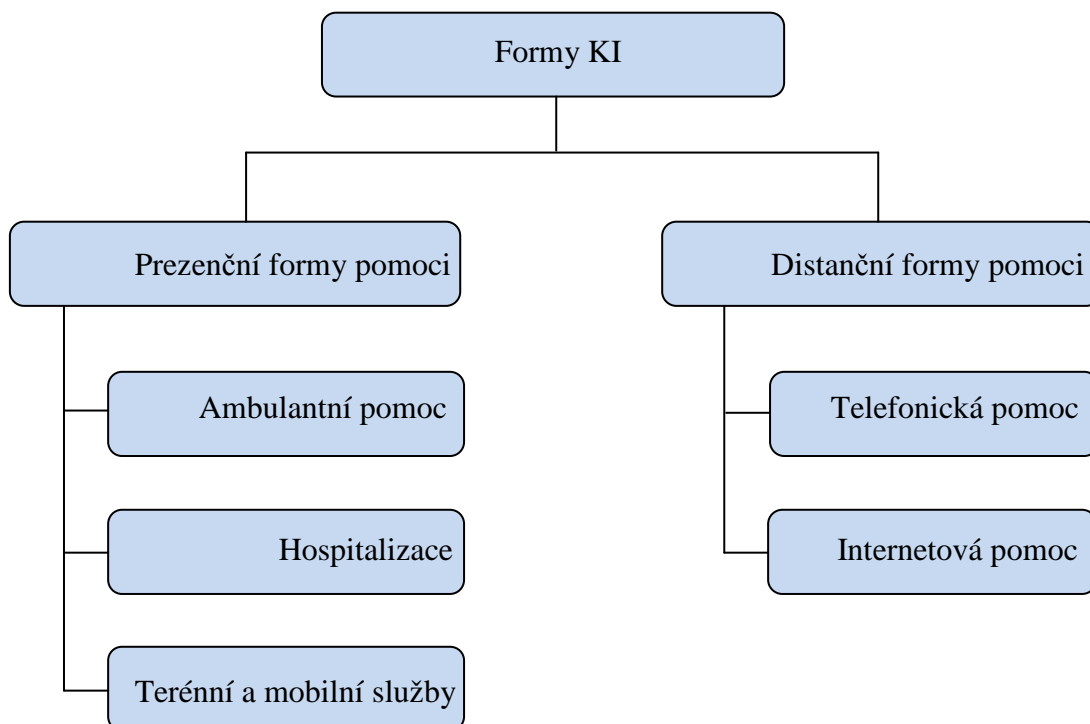 Formy KI
Prezenční formy pomoci
Distanční formy pomoci
Ambulantní pomoc
Telefonická pomoc
Hospitalizace
Internetová pomoc
Terénní a mobilní služby